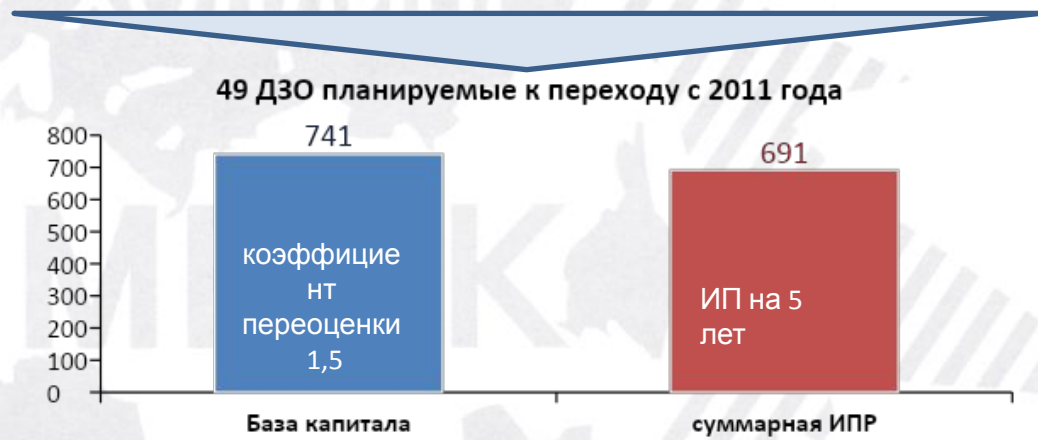 49 ДЗО планируемые к переходу с 2011 года
800
700
600
500
400
300
200
100
0
741
коэффицие
нт
переоценки
1,5
691
ИП на 5
лет
База капитала
суммарная ИПР